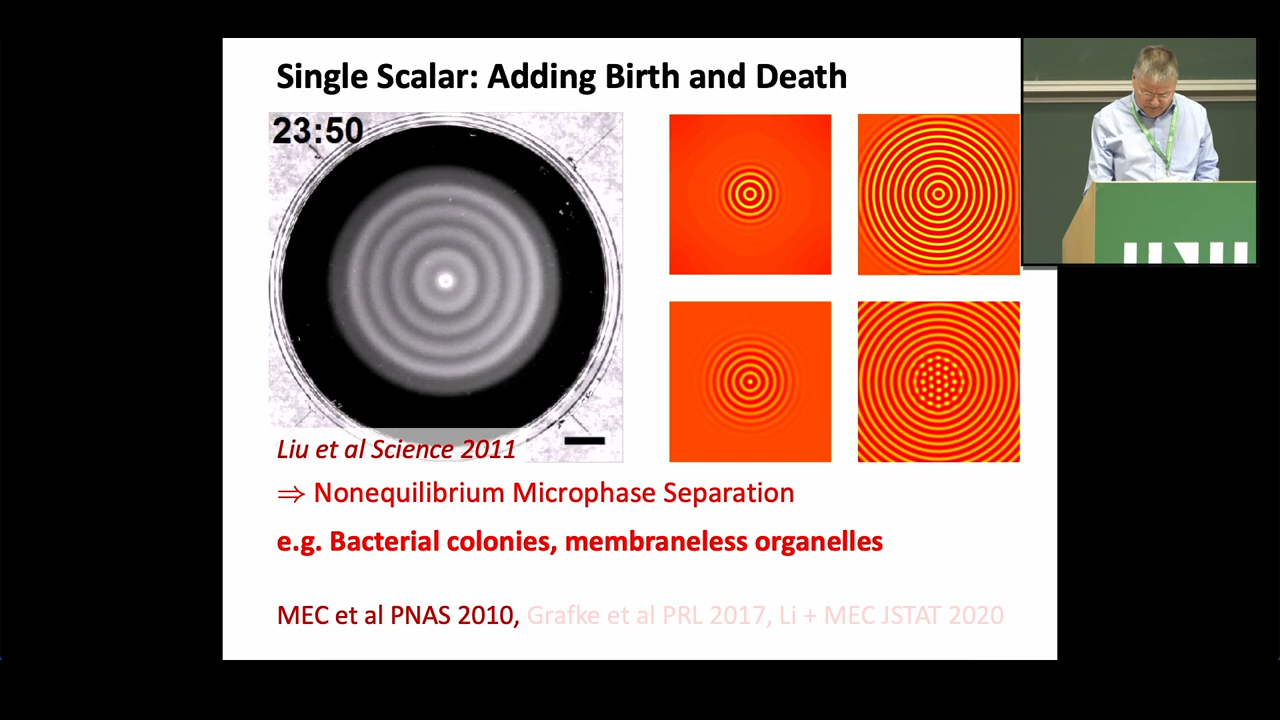 Single Scalar: Adding Birth and Death
23:50
Liu et al Science 2011
⇒ Nonequilibrium Microphase Separation
e.g. Bacterial colonies, membraneless organelles
MEC et al PNAS 2010, Grafke et al PRL 2017, Li + MEC JSTAT 2020